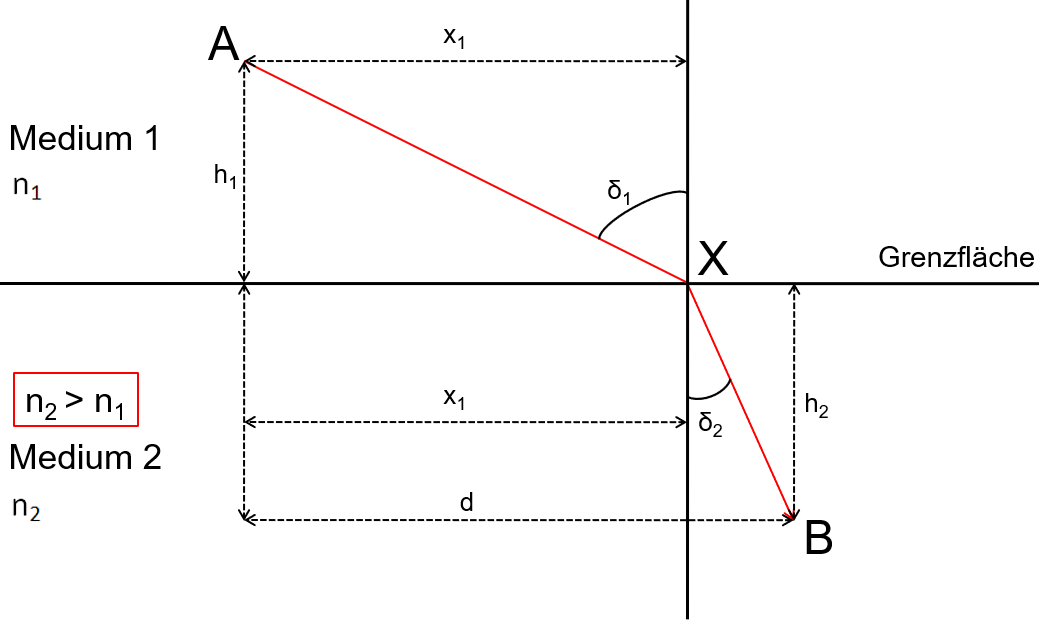 A
x₁
Medium 1
n₁
h₁
δ₁
X
Grenzfläche
n₂ > n₁
x₁
h₂
δ₂
Medium 2
n₂
d
B